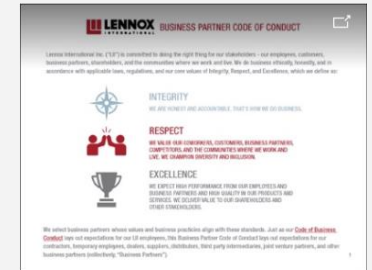 LENNOX
INTERNATIONAL
BUSINESS PARTNER CODE OF CONDUCT
Lennox International Inc. ("LII") is committed to doing the right thing for our stakeholders - our employees, customers,
business partners, shareholders, and the communities where we work and live. We do business ethically, honestly, and in
accordance with applicable laws, regulations, and our core values of Integrity, Respect, and Excellence, which we define as:
INTEGRITY
WE ARE HONEST AND ACCOUNTABLE. THAT'S HOW WE DO BUSINESS.
RESPECT
WE VALUE OUR COWORKERS, CUSTOMERS, BUSINESS PARTNERS,
COMPETITORS, AND THE COMMUNITIES WHERE WE WORK AND
LIVE. WE CHAMPION DIVERSITY AND INCLUSION.
EXCELLENCE
WE EXPECT HIGH PERFORMANCE FROM OUR EMPLOYEES AND
BUSINESS PARTNERS AND HIGH QUALITY IN OUR PRODUCTS AND
SERVICES. WE DELIVER VALUE TO OUR SHAREHOLDERS AND
OTHER STAKEHOLDERS.
We select business partners whose values and business practices align with these standards. Just as our Code of Business
Conduct lays out expectations for our LII employees, this Business Partner Code of Conduct lays out expectations for our
contractors, temporary employees, dealers, suppliers, distributors, third party intermediaries, joint venture partners, and other
business partners (collectively, "Business Partners").
1